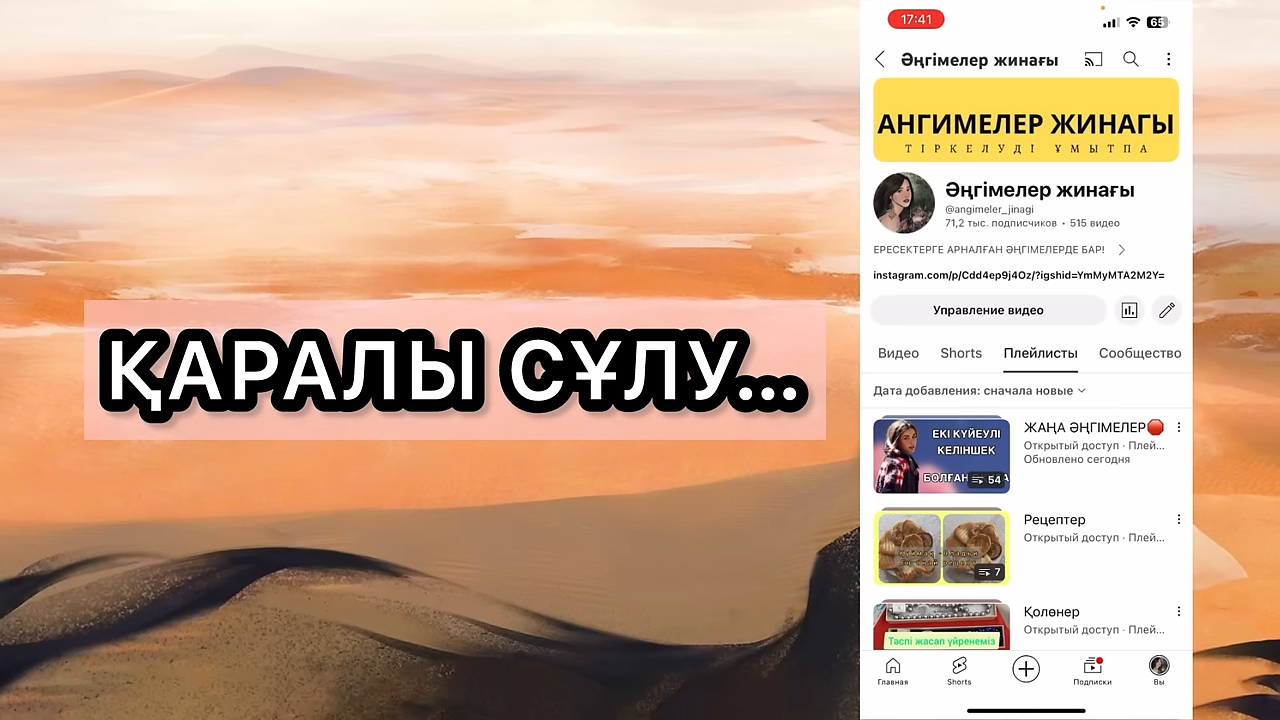 ҚАРАЛЫ СҰЛУ...
17:41
65
Әңгімелер жинағы
АНГИМЕЛЕР ЖИНАГЫ
ТІРКЕЛУДІ ҰМЫТПА
Әңгімелер жинағы
@angimeler_jinagi
71,2 тыс. подписчиков • 515 видео
ЕРЕСЕКТЕРГЕ АРНАЛҒАН ӘҢГІМЕЛЕРДЕ БАР!
instagram.com/p/Cdd4ep9j4Oz/?igshid=YmMyMTA2M2Y=
Управление видео
Видео Shorts Плейлисты Сообщество
Дата добавления: сначала новые
ЕКІ КҮЙЕУЛІ
КЕЛІНШЕК
54
ЖАҢА ӘҢГІМЕЛЕР
Открытый доступ · Плей...
Обновлено сегодня
7
Рецептер
Открытый доступ · Плей...
Тәспі жасап үйренеміз
Қолөнер
Открытый доступ · Плей...
Главная Shorts Подписки Вы